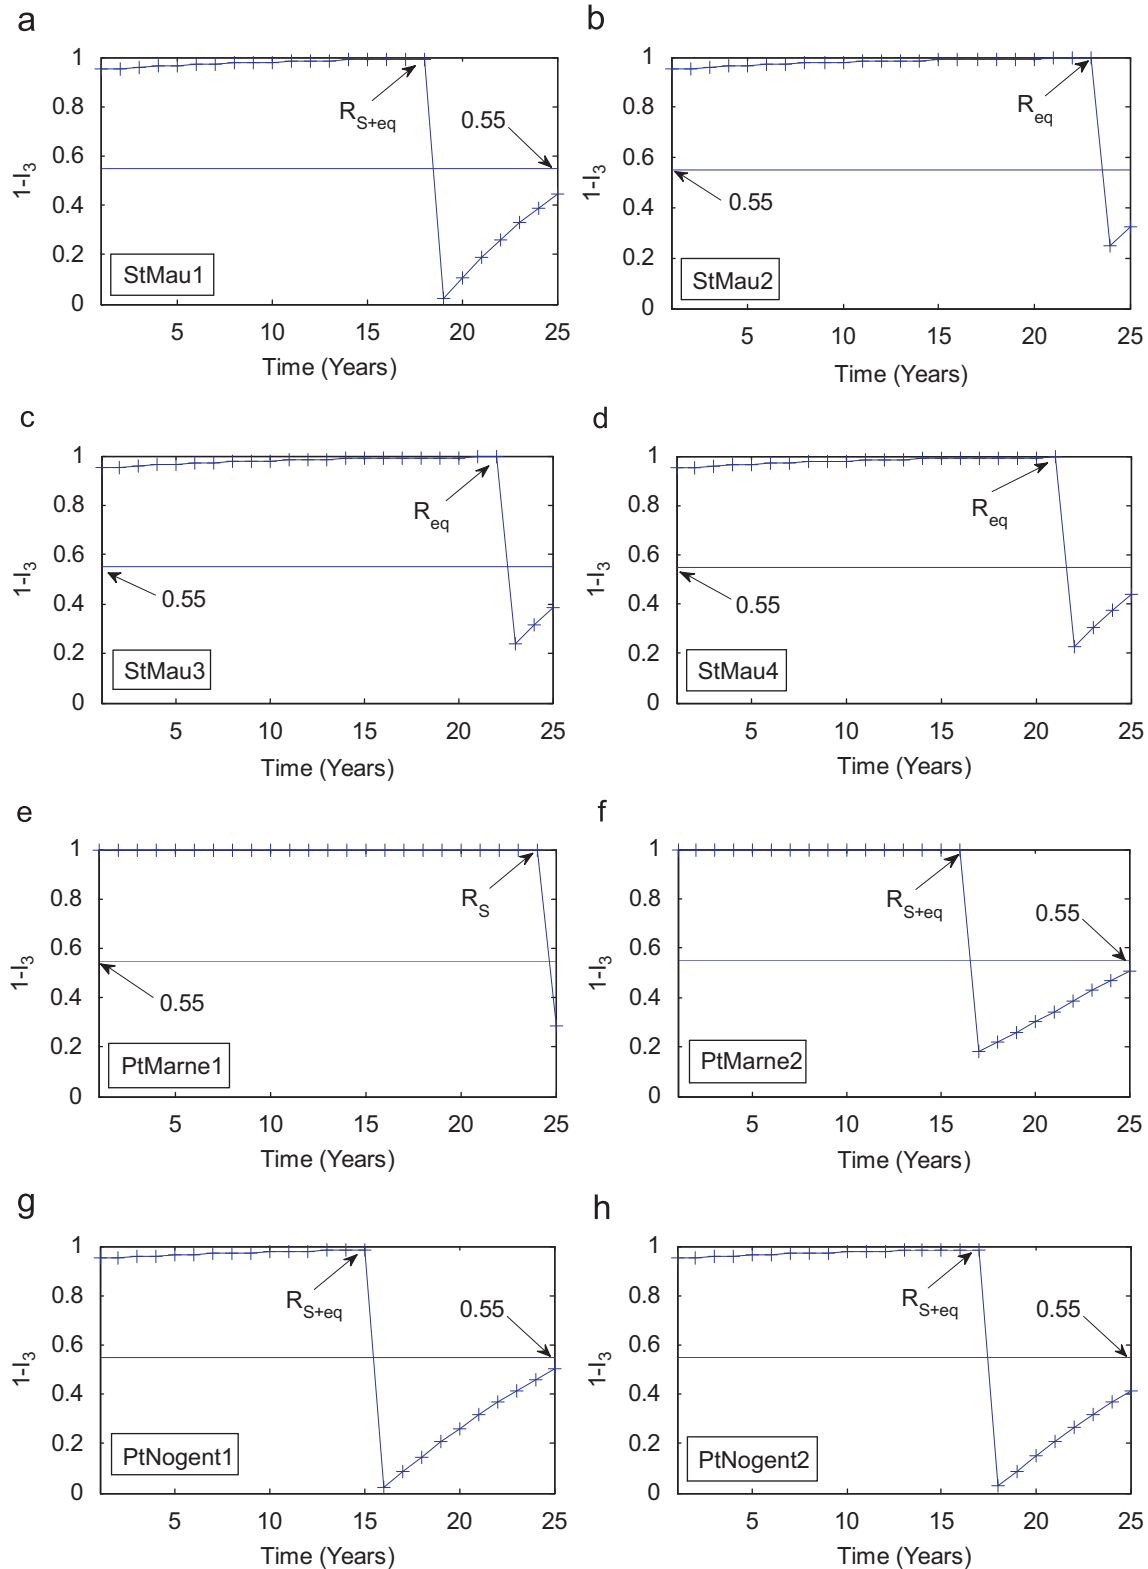 a
1
0.8
0.6
0.4
0.2
0
1-I3
RS+eq
0.55
StMau1
5 10 15 20 25
Time (Years)
b
1
0.8
0.6
0.4
0.2
0
1-I3
Req
0.55
StMau2
5 10 15 20 25
Time (Years)
c
1
0.8
0.6
0.4
0.2
0
1-I3
Req
0.55
StMau3
5 10 15 20 25
Time (Years)
d
1
0.8
0.6
0.4
0.2
0
1-I3
Req
0.55
StMau4
5 10 15 20 25
Time (Years)
e
1
0.8
0.6
0.4
0.2
0
1-I3
RS
0.55
PtMarne1
5 10 15 20 25
Time (Years)
f
1
0.8
0.6
0.4
0.2
0
1-I3
RS+eq
0.55
PtMarne2
5 10 15 20 25
Time (Years)
g
1
0.8
0.6
0.4
0.2
0
1-I3
RS+eq
0.55
PtNogent1
5 10 15 20 25
Time (Years)
h
1
0.8
0.6
0.4
0.2
0
1-I3
RS+eq
0.55
PtNogent2
5 10 15 20 25
Time (Years)